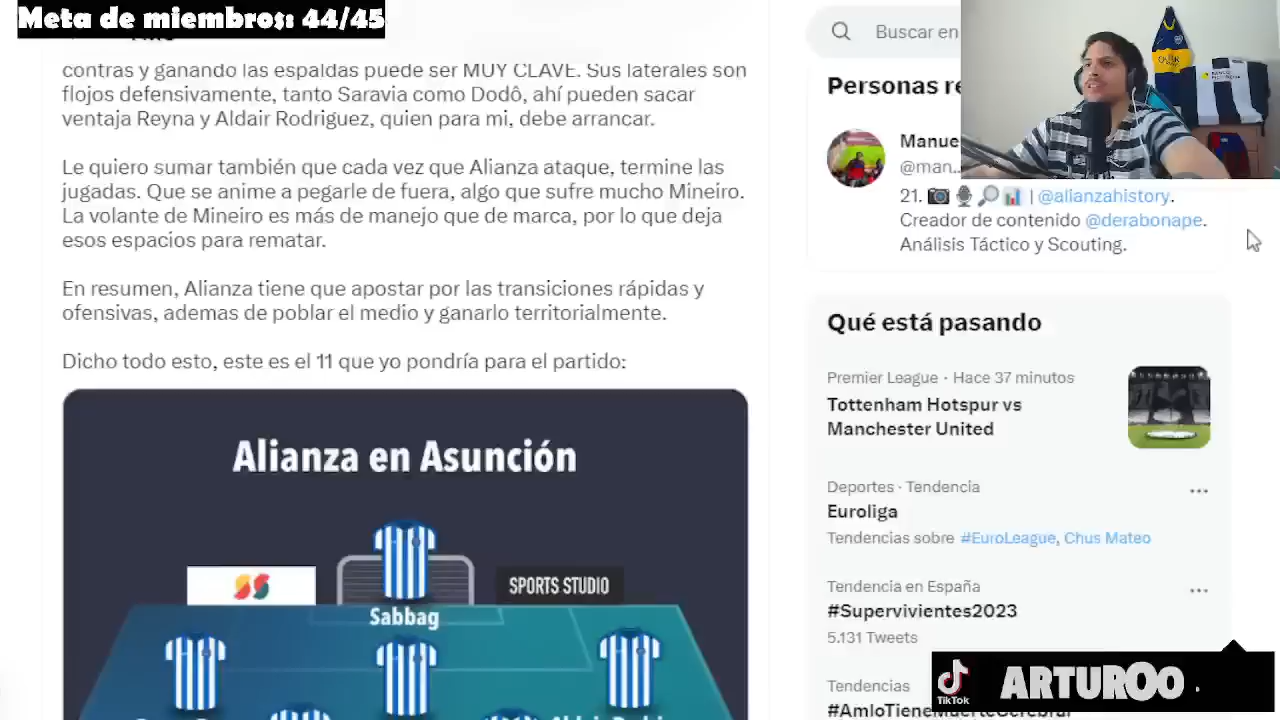 Meta de miembros: 44/45
contras y ganando las espaldas puede ser MUY CLAVE. Sus laterales son
flojos defensivamente, tanto Saravia como Dodô, ahí pueden sacar
ventaja Reyna y Aldair Rodriguez, quien para mi, debe arrancar.
Le quiero sumar también que cada vez que Alianza ataque, termine las
jugadas. Que se anime a pegarle de fuera, algo que sufre mucho Mineiro.
La volante de Mineiro es más de manejo que de marca, por lo que deja
esos espacios para rematar.
En resumen, Alianza tiene que apostar por las transiciones rápidas y
ofensivas, ademas de poblar el medio y ganarlo territorialmente.
Dicho todo esto, este es el 11 que yo pondría para el partido:
Alianza en Asunción
SPORTS STUDIO
Sabbag
Buscar en
Personas re
Manue
@man..
21. | @alianzahistory.
Creador de contenido @derabonape.
Análisis Táctico y Scouting.
Qué está pasando
Premier League · Hace 37 minutos
Tottenham Hotspur vs
Manchester United
Deportes · Tendencia
Euroliga
Tendencias sobre #EuroLeague, Chus Mateo
Tendencia en España
#Supervivientes2023
5.131 Tweets
Tendencias
#AmloTieneMuerteCerebral
TikTok
ARTUROo